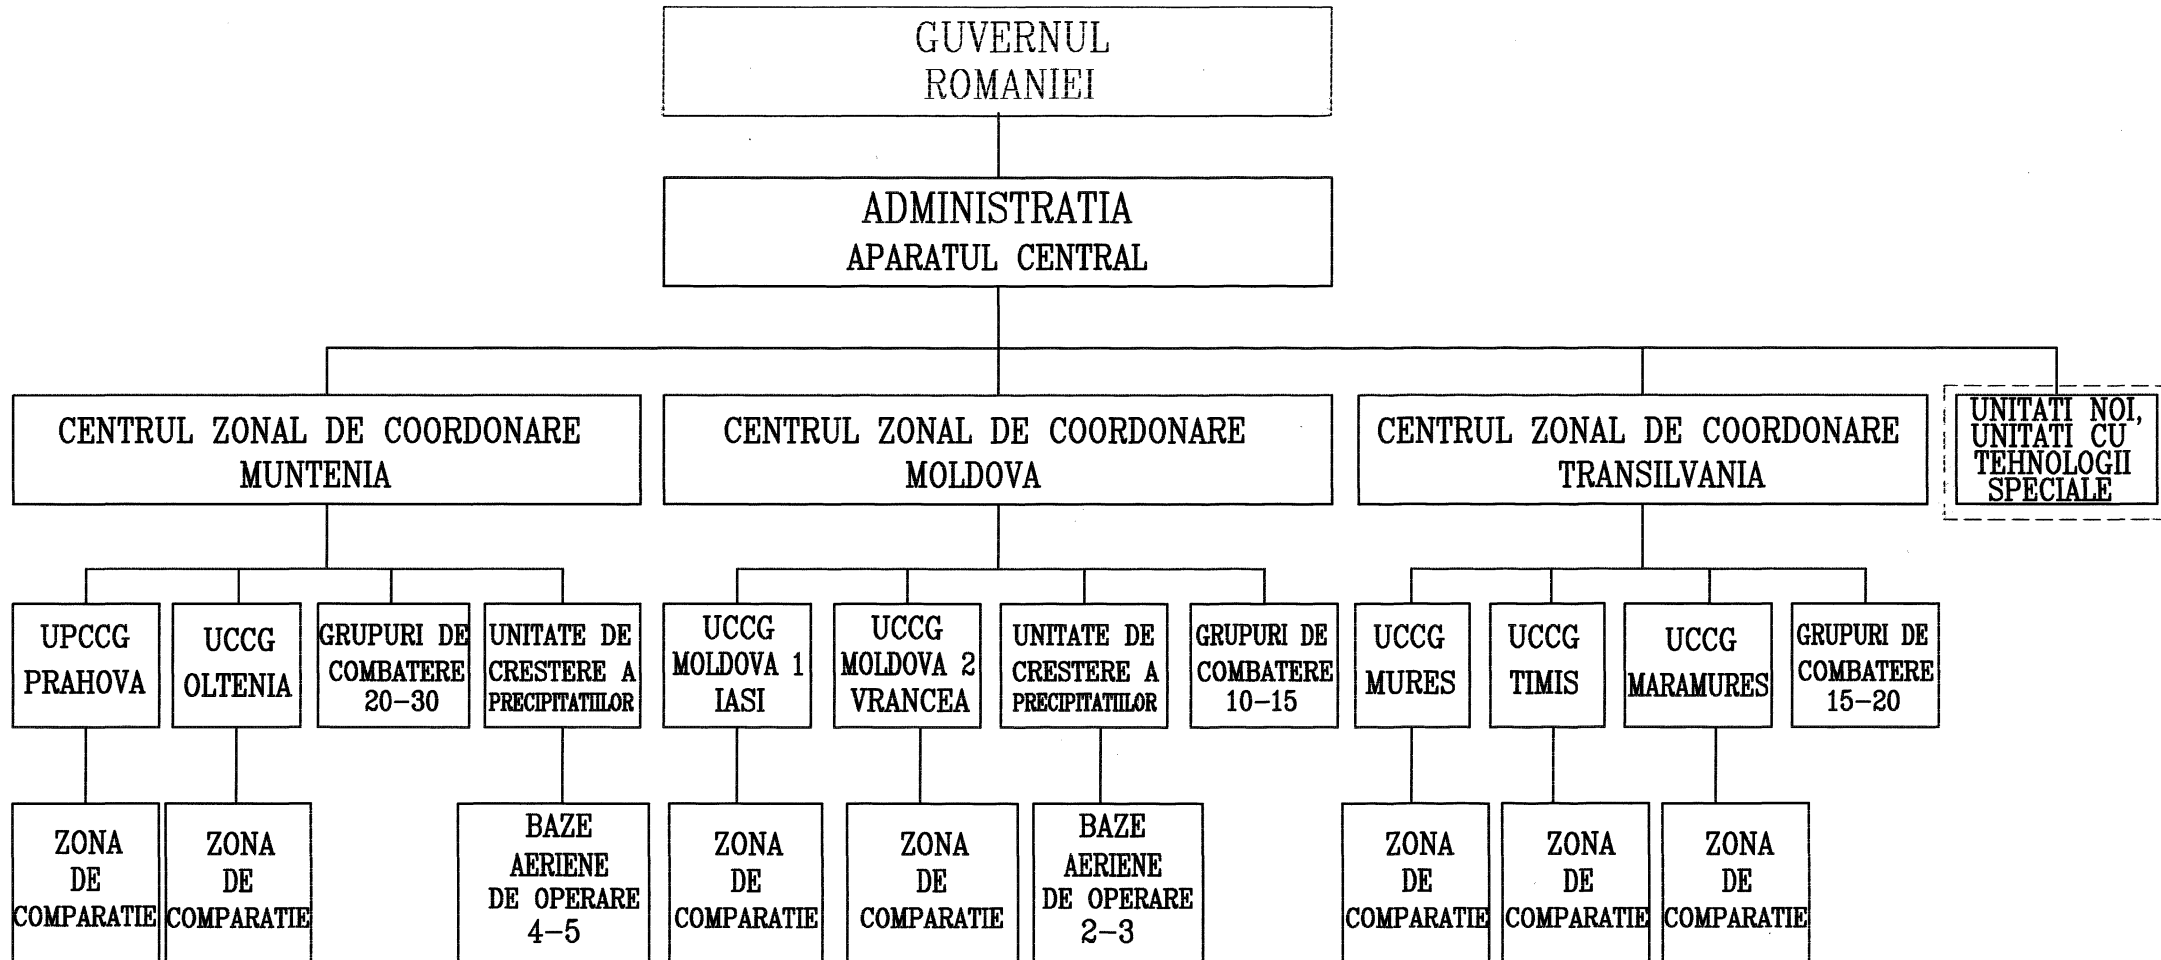 GUVERNUL
ROMANIEI
ADMINISTRATIA
APARATUL CENTRAL
CENTRUL ZONAL DE COORDONARE
MUNTENIA
CENTRUL ZONAL DE COORDONARE
MOLDOVA
CENTRUL ZONAL DE COORDONARE
TRANSILVANIA
UNITATI NOI,
UNITATI CU
TEHNOLOGII
SPECIALE
UPCCG
PRAHOVA
UCCG
OLTENIA
GRUPURI DE
COMBATERE
20-30
UNITATE DE
CRESTERE A
PRECIPITATIILOR
UCCG
MOLDOVA 1
IASI
UCCG
MOLDOVA 2
VRANCEA
UNITATE DE
CRESTERE A
PRECIPITATIILOR
GRUPURI DE
COMBATERE
10-15
UCCG
MURES
UCCG
TIMIS
UCCG
MARAMURES
GRUPURI DE
COMBATERE
15-20
ZONA
DE
COMPARATIE
ZONA
DE
COMPARATIE
BAZE
AERIENE
DE OPERARE
4-5
ZONA
DE
COMPARATIE
ZONA
DE
COMPARATIE
BAZE
AERIENE
DE OPERARE
2-3
ZONA
DE
COMPARATIE
ZONA
DE
COMPARATIE
ZONA
DE
COMPARATIE